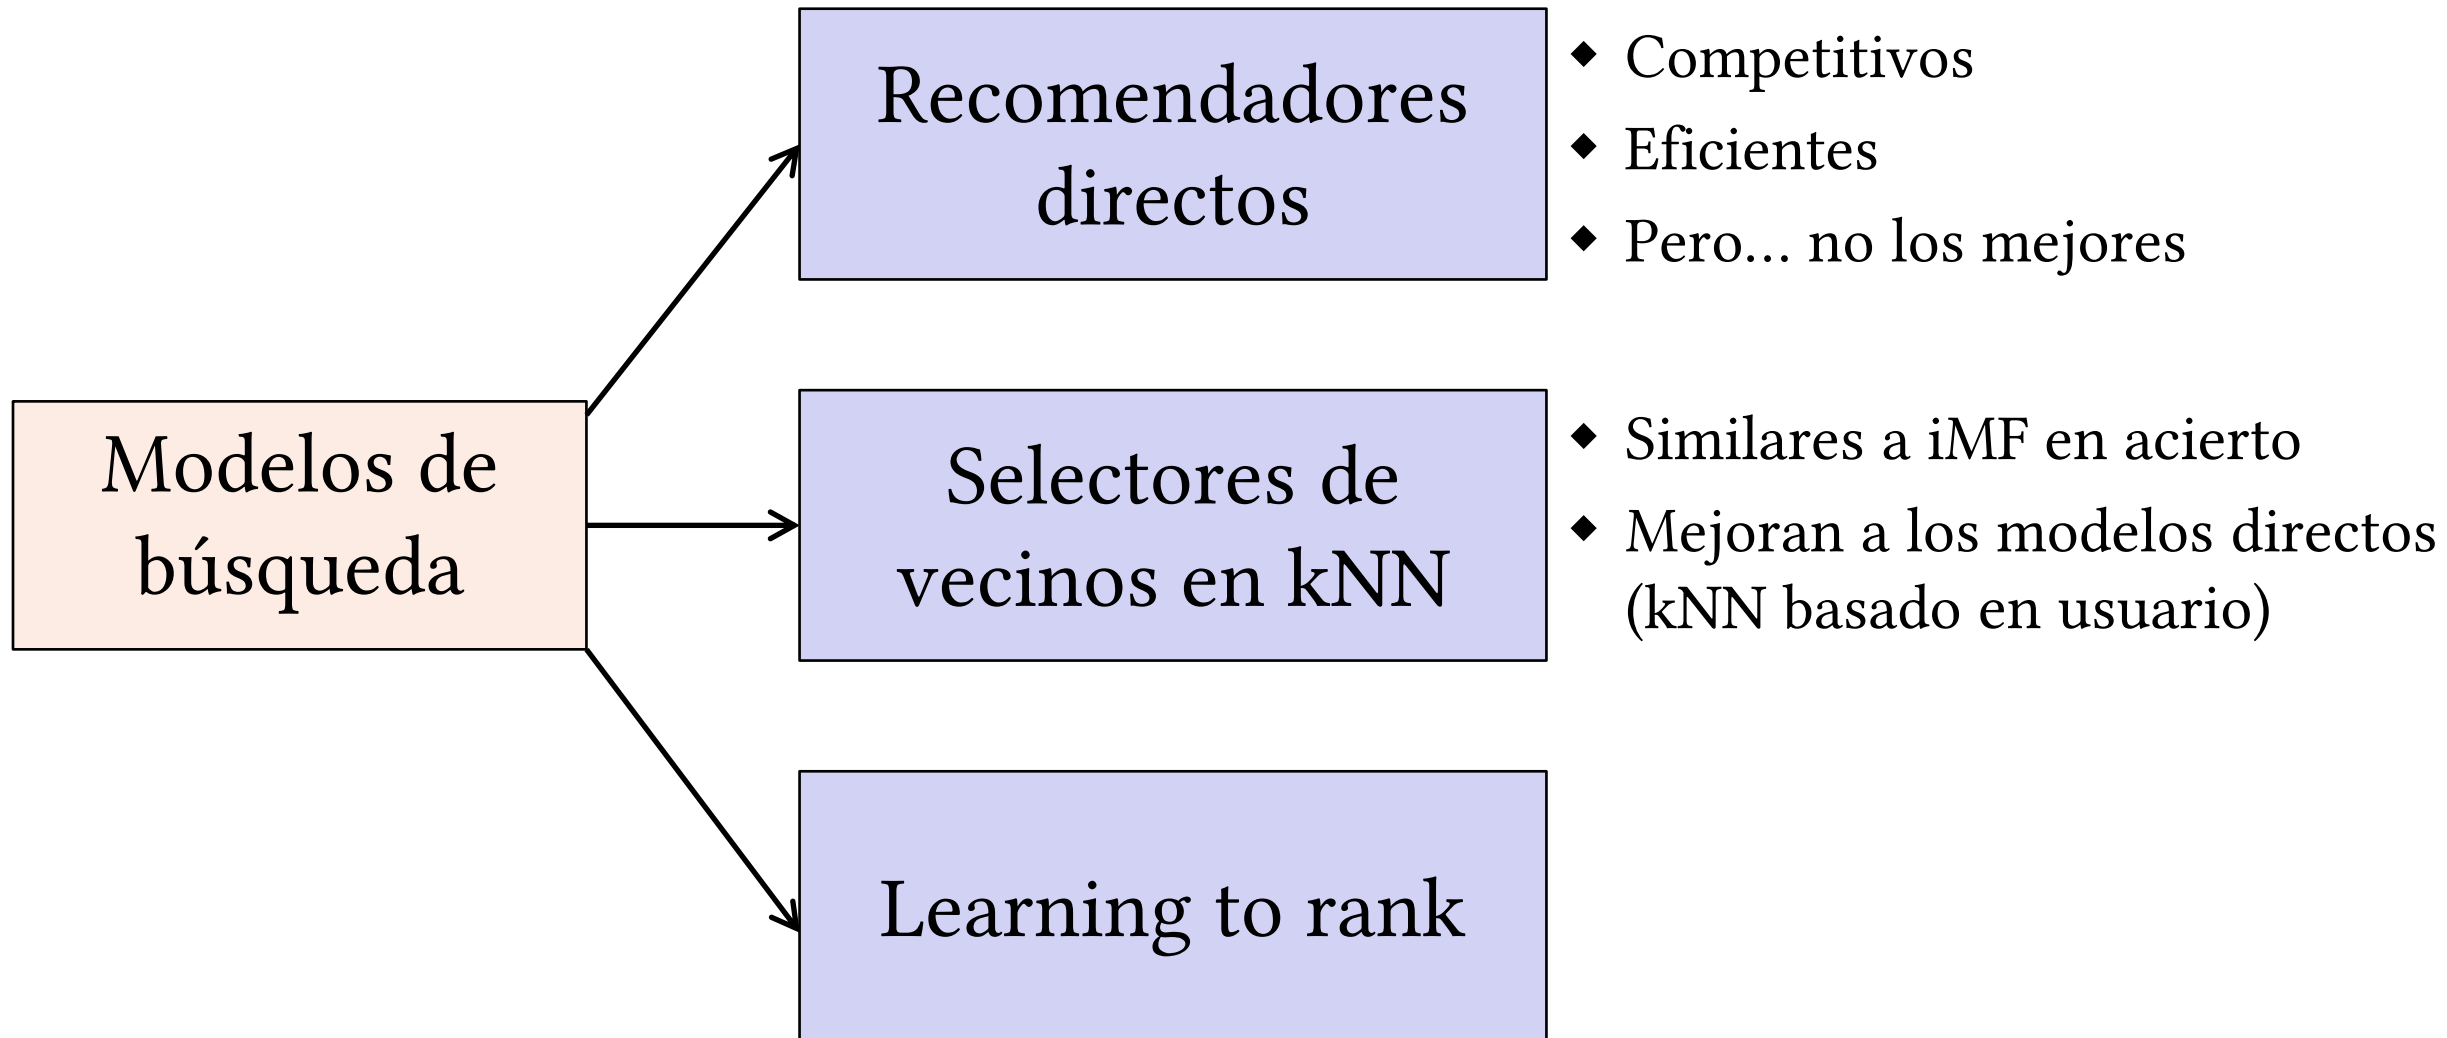 Modelos de
búsqueda
Recomendadores
directos
◆ Competitivos
◆ Eficientes
◆ Pero... no los mejores
Selectores de
vecinos en kNN
◆ Similares a iMF en acierto
◆ Mejoran a los modelos directos
(kNN basado en usuario)
Learning to rank